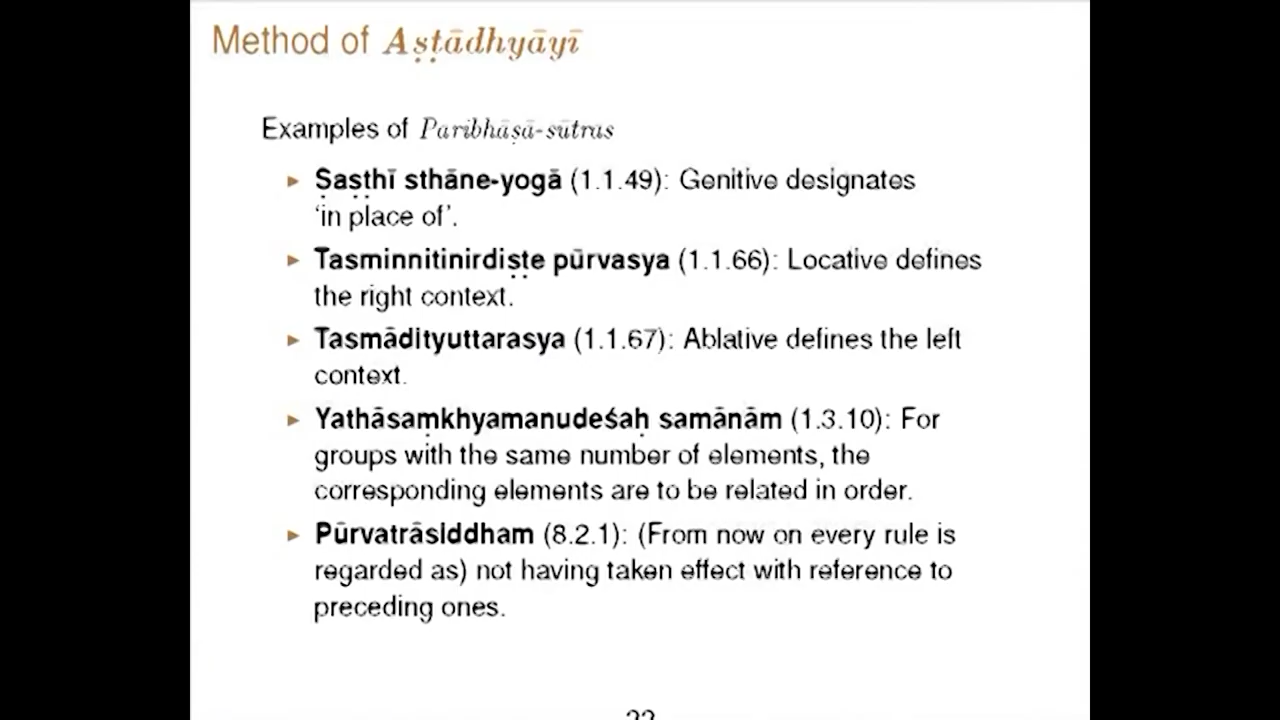 Method of Aṣṭādhyāyī
Examples of Paribhāṣā-sūtras
▸ Ṣaṣṭhī sthāne-yogā (1.1.49): Genitive designates
‘in place of’.
▸ Tasminnitinirdiṣṭe pūrvasya (1.1.66): Locative defines
the right context.
▸ Tasmādityuttarasya (1.1.67): Ablative defines the left
context.
▸ Yathāsaṃkhyamanudeśaḥ samānām (1.3.10): For
groups with the same number of elements, the
corresponding elements are to be related in order.
▸ Pūrvatrāsiddham (8.2.1): (From now on every rule is
regarded as) not having taken effect with reference to
preceding ones.